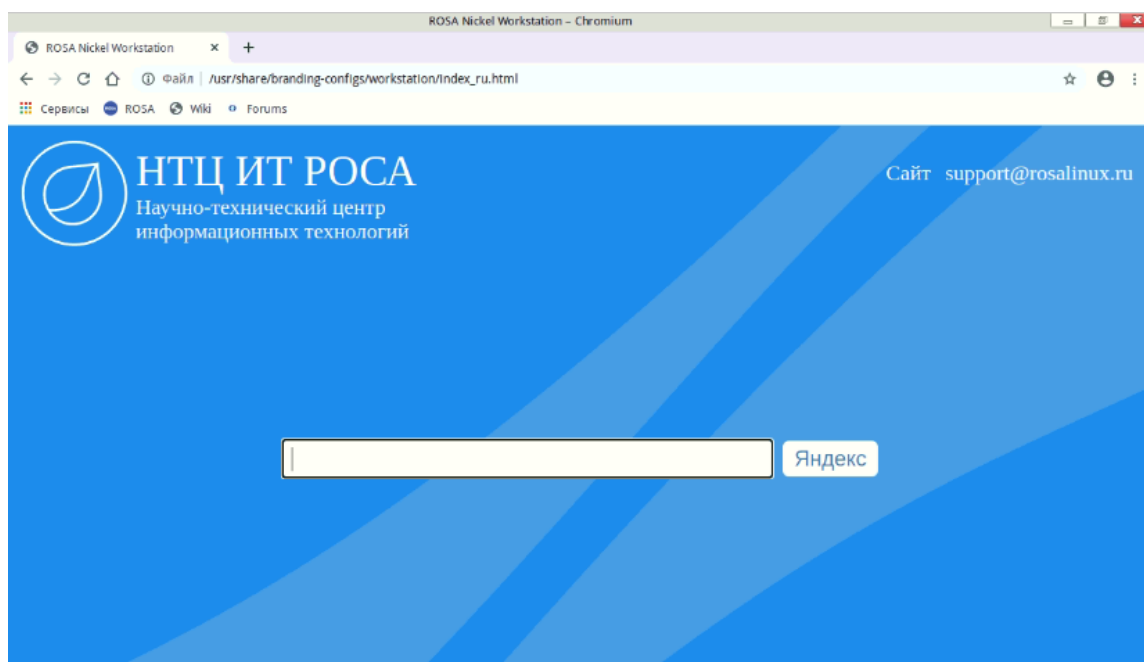 ROSA Nickel Workstation – Chromium
ROSA Nickel Workstation
Файл | /usr/share/branding-configs/workstation/index_ru.html
Сервисы ROSA Wiki Forums
НТЦ ИТ РОСА
Научно-технический центр
информационных технологий
Сайт support@rosalinux.ru
Яндекс